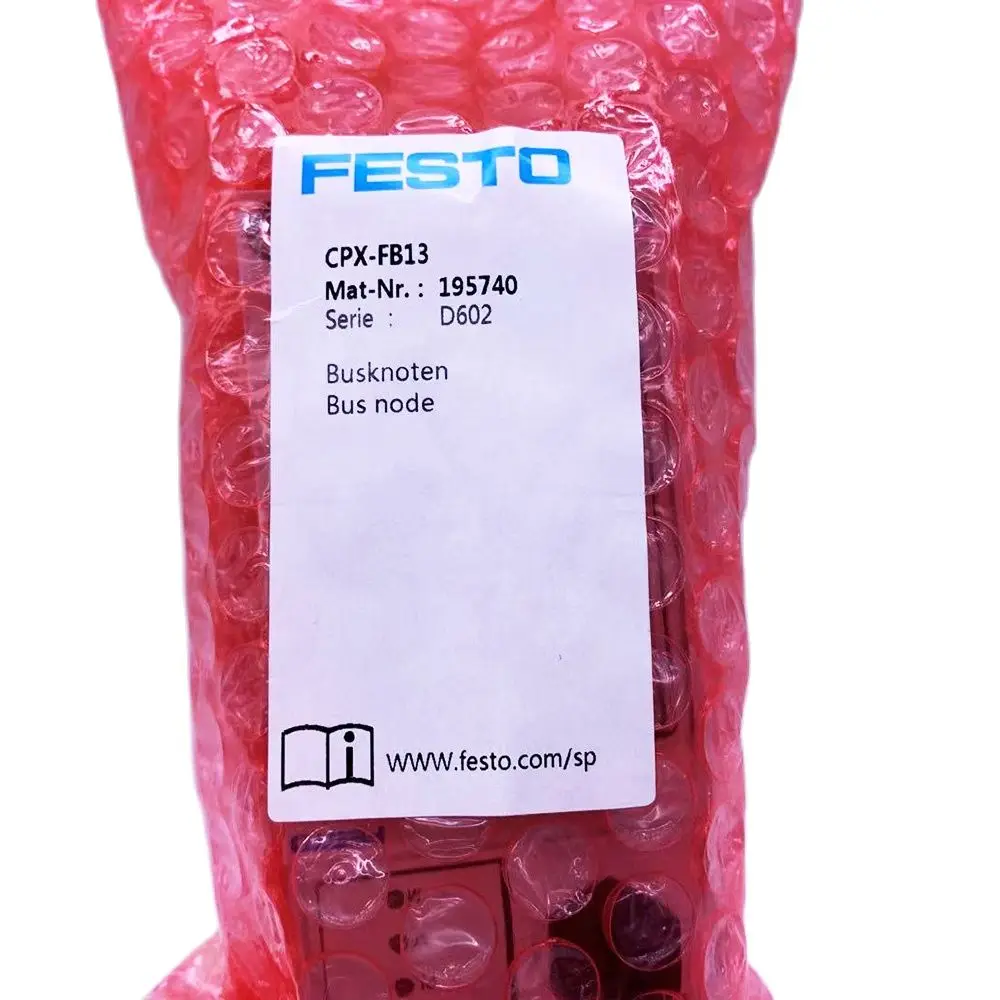 FESTO
CPX-FB13
Mat-Nr. : 195740
Serie : D602
Busknoten
Bus node
i
www.festo.com/sp